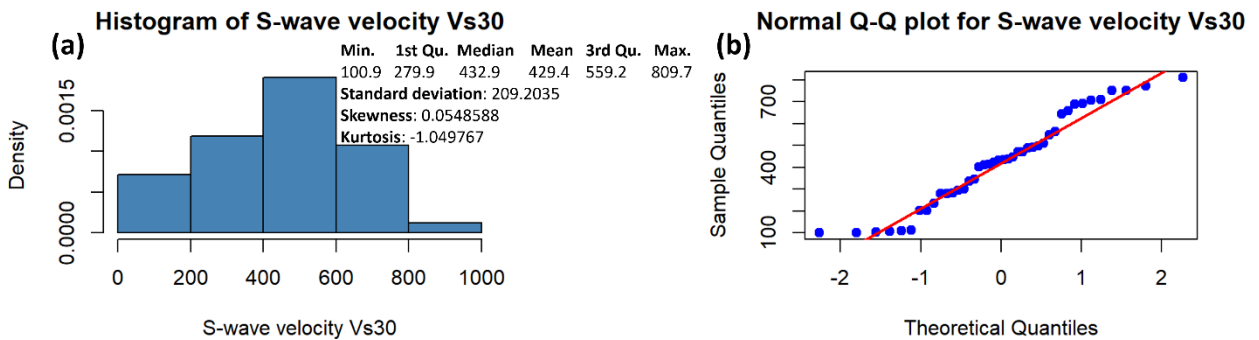 Histogram of S-wave velocity Vs30
(a)
Min. 1st Qu. Median Mean 3rd Qu. Max.
100.9 279.9 432.9 429.4 559.2 809.7
Standard deviation: 209.2035
Skewness: 0.0548588
Kurtosis: -1.049767
Density
0.0015
0.0000
0 200 400 600 800 1000
S-wave velocity Vs30
Normal Q-Q plot for S-wave velocity Vs30
(b)
Sample Quantiles
700
400
100
-2 -1 0 1 2
Theoretical Quantiles